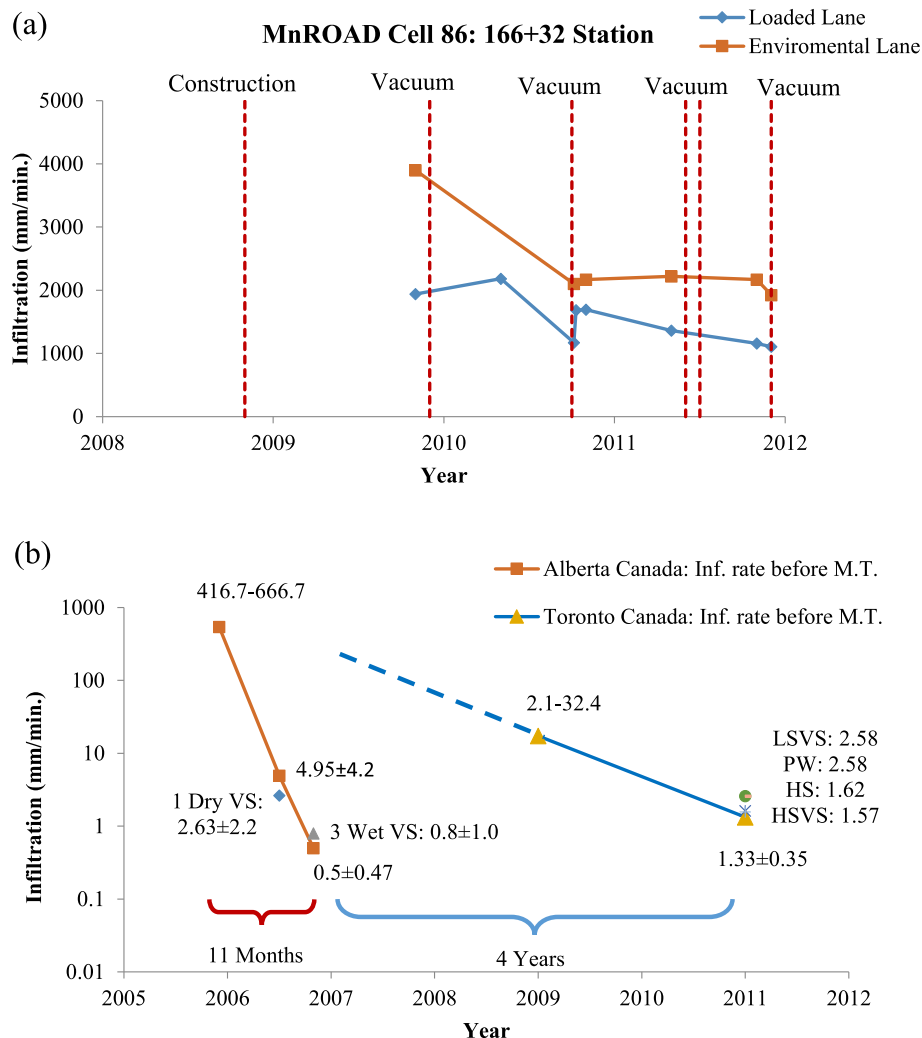 (a)
MnROAD Cell 86: 166+32 Station
Loaded Lane
Enviromental Lane
Construction
Vacuum
Vacuum
Vacuum
Vacuum
5000
4000
3000
2000
1000
0
Infiltration (mm/min.)
2008
2009
2010
2011
2012
Year
(b)
Alberta Canada: Inf. rate before M.T.
Toronto Canada: Inf. rate before M.T.
416.7-666.7
1000
100
10
1
0.1
0.01
Infiltration (mm/min.)
2.1-32.4
4.95±4.2
1 Dry VS:
2.63±2.2
3 Wet VS: 0.8±1.0
0.5±0.47
LSVS: 2.58
PW: 2.58
HS: 1.62
HSVS: 1.57
1.33±0.35
11 Months
4 Years
2005
2006
2007
2008
2009
2010
2011
2012
Year